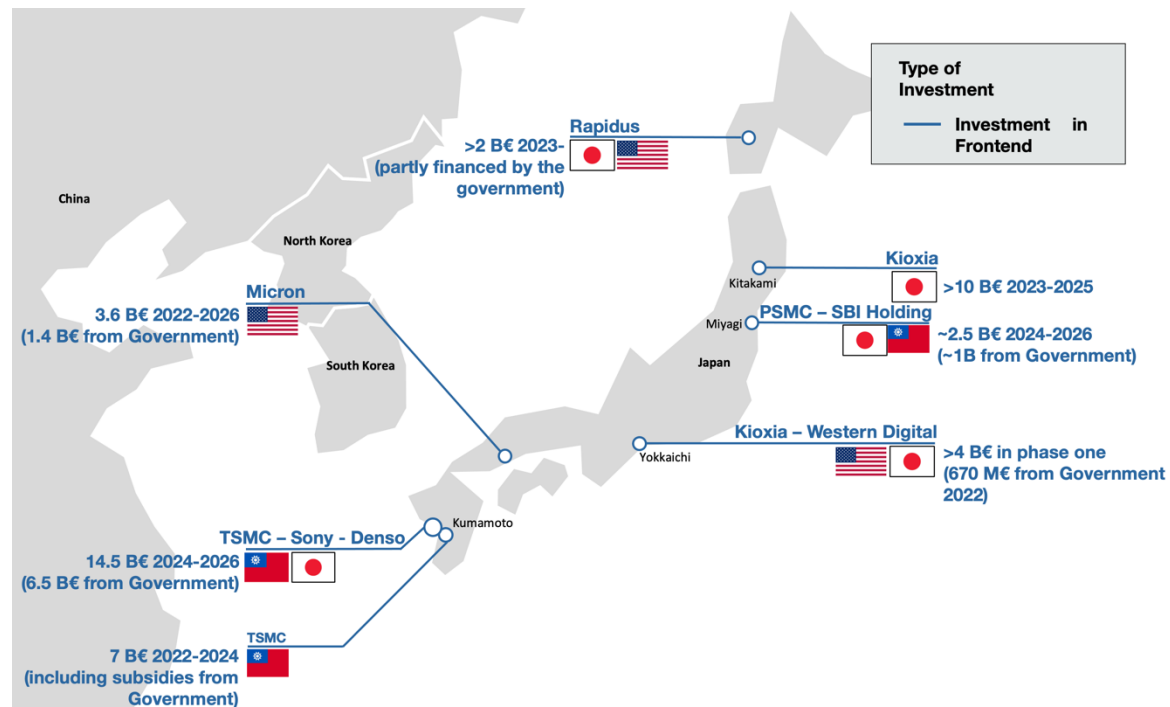 Type of
Investment
Investment in
Frontend
Rapidus
>2 B€ 2023-
(partly financed by the
government)
China
North Korea
Kioxia
Kitakami
>10 B€ 2023-2025
Micron
3.6 B€ 2022-2026
(1.4 B€ from Government)
PSMC – SBI Holding
Miyagi
~2.5 B€ 2024-2026
(~1B from Government)
South Korea
Japan
Kioxia – Western Digital
Yokkaichi
>4 B€ in phase one
(670 M€ from Government
2022)
Kumamoto
TSMC – Sony - Denso
14.5 B€ 2024-2026
(6.5 B€ from Government)
TSMC
7 B€ 2022-2024
(including subsidies from
Government)